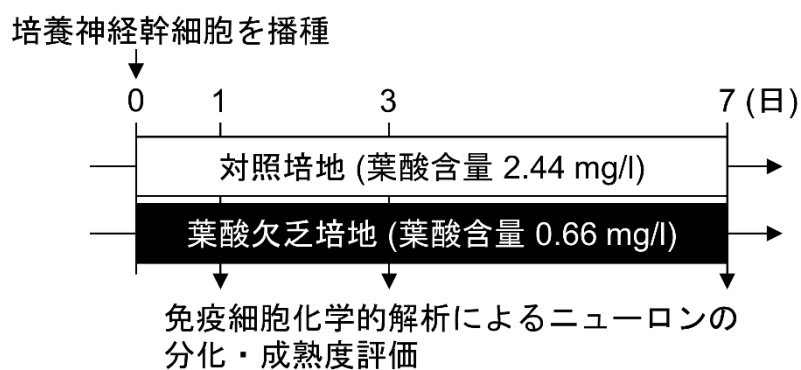 培養神経幹細胞を播種
0 1 3 7 (日)
対照培地 (葉酸含量 2.44 mg/l)
葉酸欠乏培地 (葉酸含量 0.66 mg/l)
免疫細胞化学的解析によるニューロンの
分化・成熟度評価